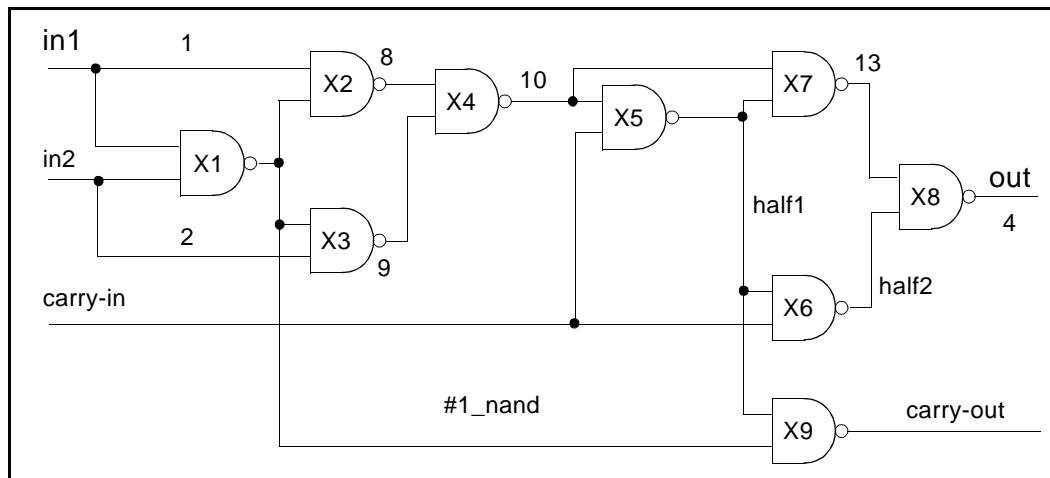 in1
1
8
X2
X4
10
X7
13
X5
in2
X1
2
X3
9
half1
X8
out
4
half2
carry-in
X6
#1_nand
X9
carry-out